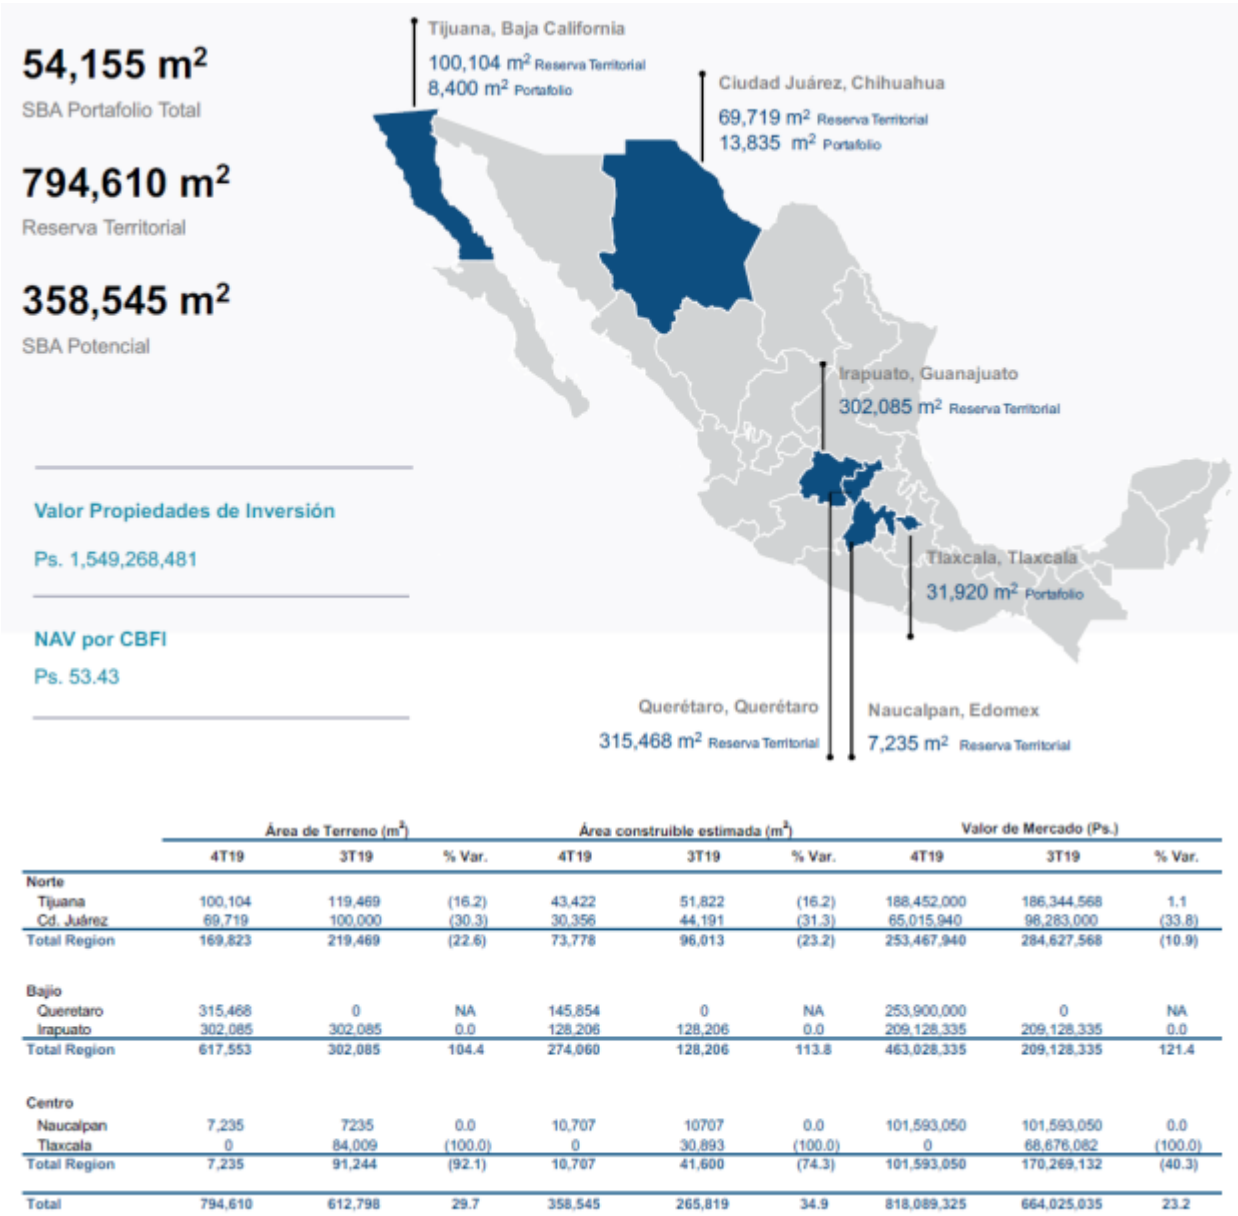 54,155 m²
SBA Portafolio Total
794,610 m²
Reserva Territorial
358,545 m²
SBA Potencial
Valor Propiedades de Inversión
Ps. 1,549,268,481
NAV por CBFI
Ps. 53.43
Tijuana, Baja California
100,104 m² Reserva Territorial
8,400 m² Portafolio
Ciudad Juárez, Chihuahua
69,719 m² Reserva Territorial
13,835 m² Portafolio
Irapuato, Guanajuato
302,085 m² Reserva Territorial
Tlaxcala, Tlaxcala
31,920 m² Portafolio
Querétaro, Querétaro
315,468 m² Reserva Territorial
Naucalpan, Edomex
7,235 m² Reserva Territorial
Área de Terreno (m²) Área construible estimada (m²) Valor de Mercado (Ps.)
4T19 3T19 % Var. 4T19 3T19 % Var. 4T19 3T19 % Var.
Norte
Tijuana 100,104 119,469 (16.2) 43,422 51,822 (16.2) 188,452,000 186,344,568 1.1
Cd. Juárez 69,719 100,000 (30.3) 30,356 44,191 (31.3) 65,015,940 98,283,000 (33.8)
Total Region 169,823 219,469 (22.6) 73,778 96,013 (23.2) 253,467,940 284,627,568 (10.9)
Bajio
Queretaro 315,468 0 NA 145,854 0 NA 253,900,000 0 NA
Irapuato 302,085 302,085 0.0 128,206 128,206 0.0 209,128,335 209,128,335 0.0
Total Region 617,553 302,085 104.4 274,060 128,206 113.8 463,028,335 209,128,335 121.4
Centro
Naucalpan 7,235 7235 0.0 10,707 10707 0.0 101,593,050 101,593,050 0.0
Tlaxcala 0 84,009 (100.0) 0 30,893 (100.0) 0 68,676,082 (100.0)
Total Region 7,235 91,244 (92.1) 10,707 41,600 (74.3) 101,593,050 170,269,132 (40.3)
Total 794,610 612,798 29.7 358,545 265,819 34.9 818,089,325 664,025,035 23.2